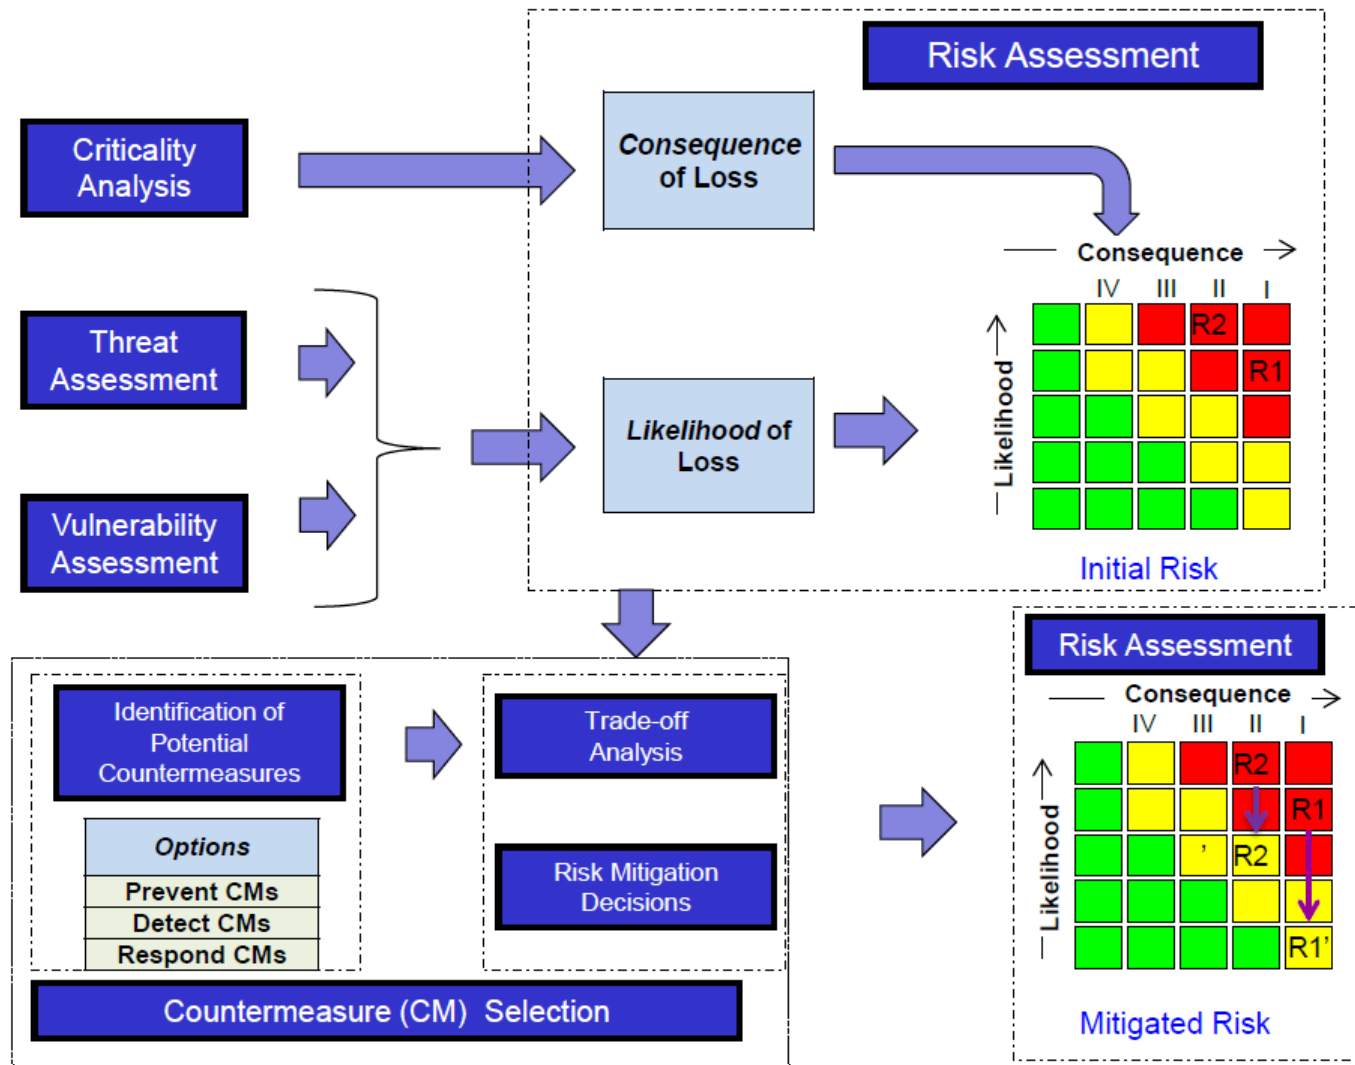 Risk Assessment
Criticality
Analysis
Consequence
of Loss
Consequence
IV III II I
R2
R1
Likelihood
Threat
Assessment
Likelihood of
Loss
Vulnerability
Assessment
Initial Risk
Risk Assessment
Consequence
IV III II I
R2
R1
' R2
R1’
Likelihood
Mitigated Risk
Identification of
Potential
Countermeasures
Options
Prevent CMs
Detect CMs
Respond CMs
Trade-off
Analysis
Risk Mitigation
Decisions
Countermeasure (CM) Selection